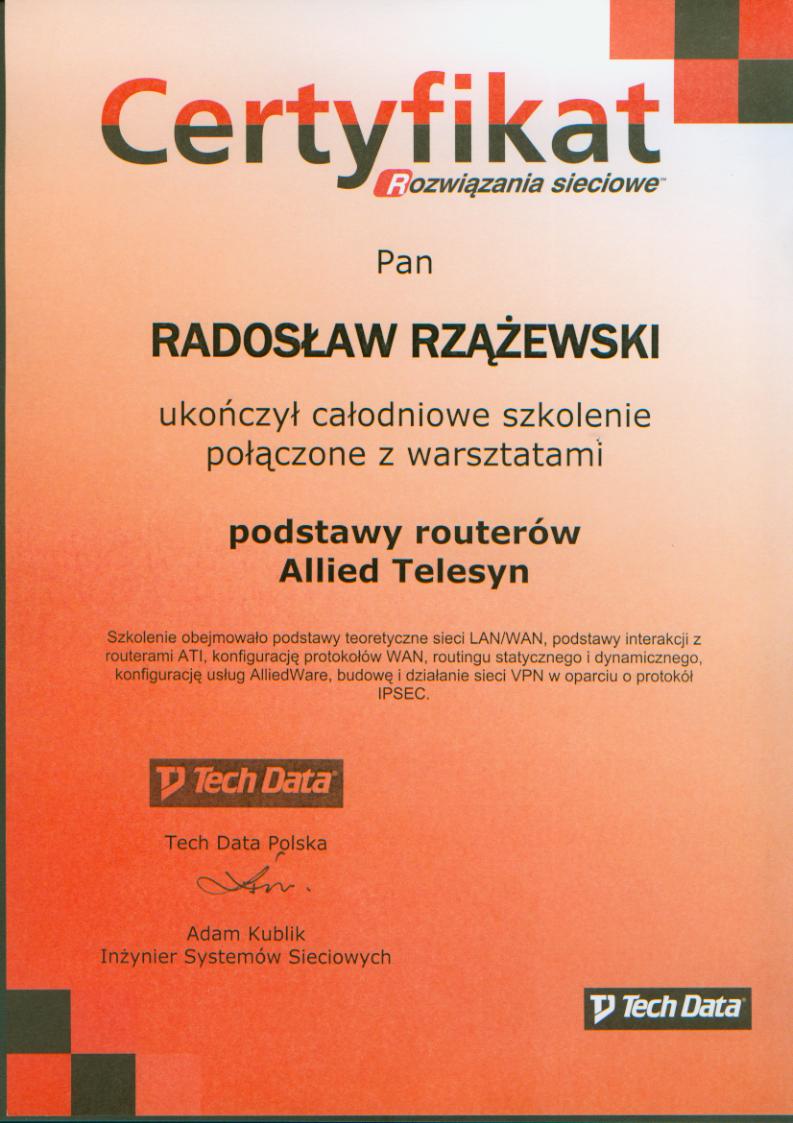 Certyfikat
Rozwiązania sieciowe™
Pan
RADOSŁAW RZĄŻEWSKI
ukończył całodniowe szkolenie
połączone z warsztatami
podstawy routerów
Allied Telesyn
Szkolenie obejmowało podstawy teoretyczne sieci LAN/WAN, podstawy interakcji z
routerami ATI, konfigurację protokołów WAN, routingu statycznego i dynamicznego,
konfigurację usług AlliedWare, budowę i działanie sieci VPN w oparciu o protokół
IPSEC.
Tech Data®
Tech Data Polska
Adam Kublik
Inżynier Systemów Sieciowych
Tech Data®